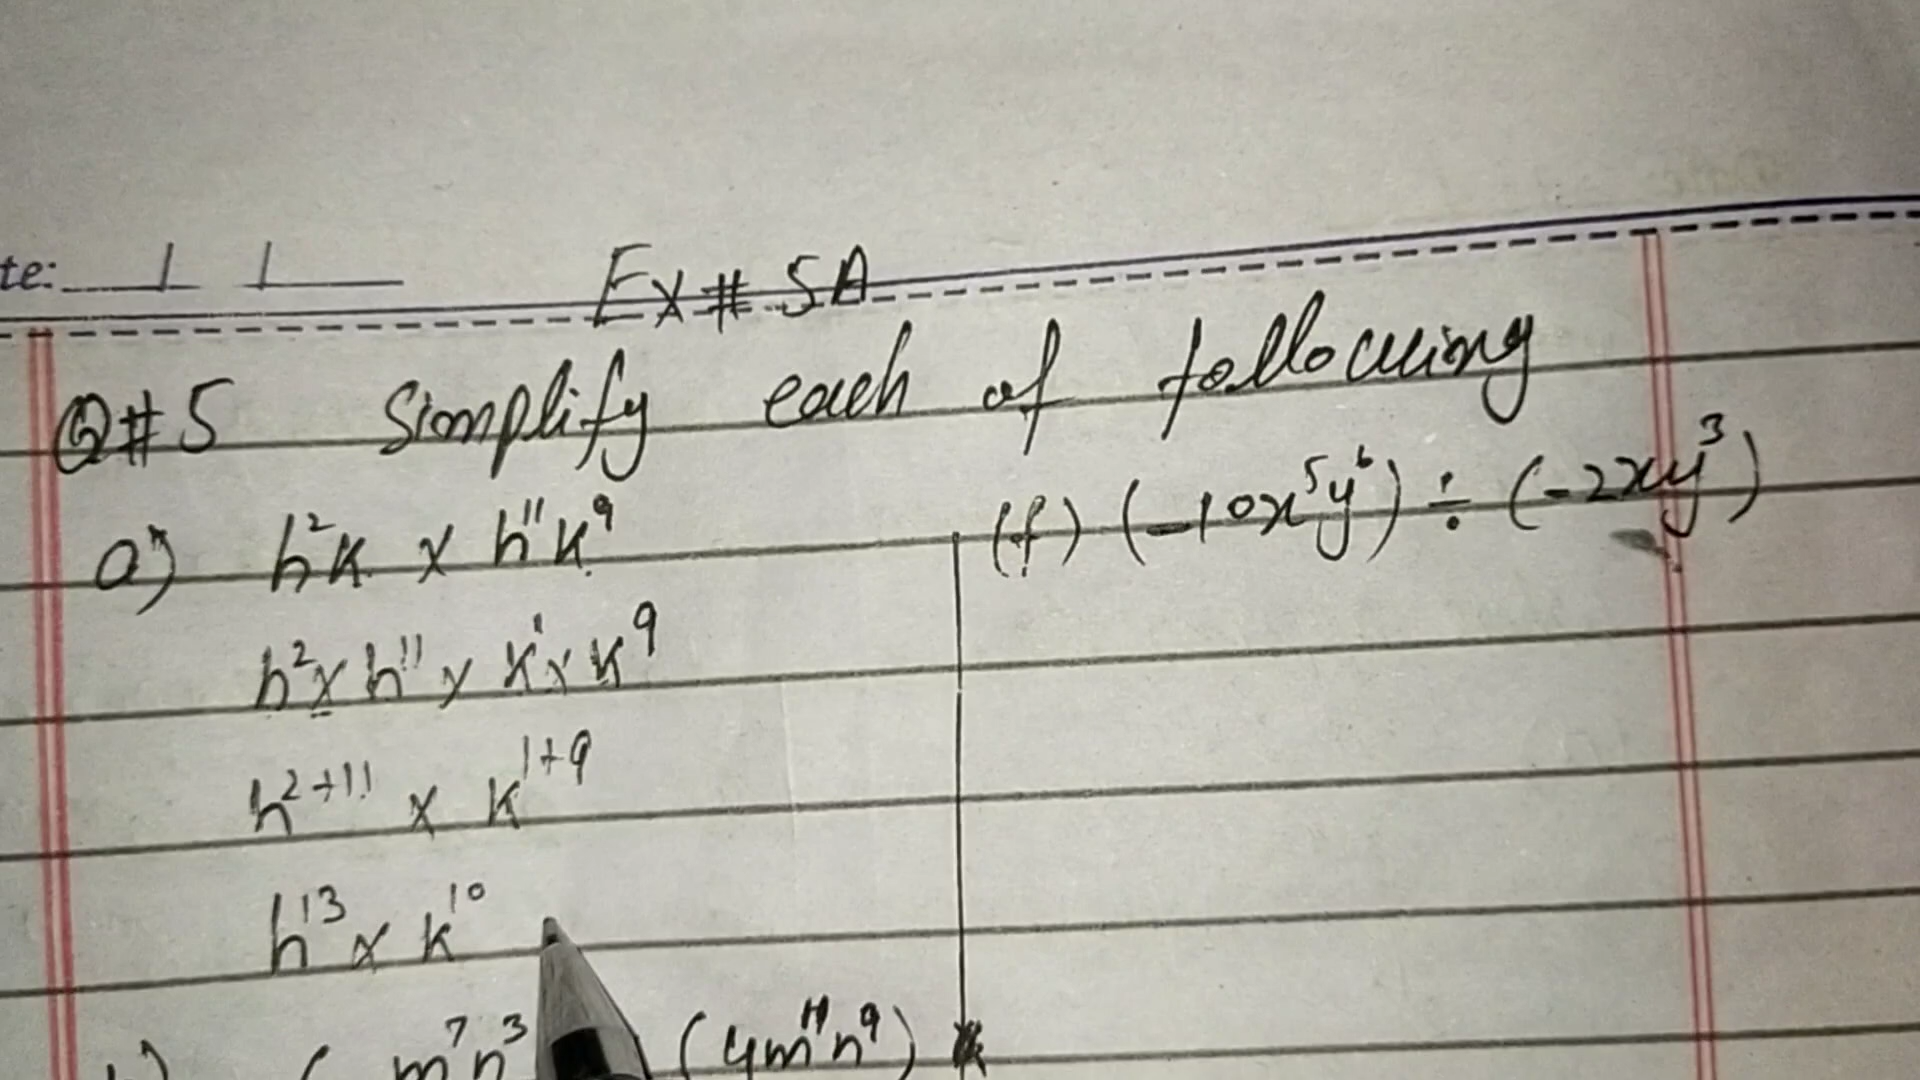 te:
Ex # 5A
Q#5 Simplify each of following
a) h²k x h¹¹k⁹
h² x h¹¹ x k¹ x k⁹
h²⁺¹¹ x k¹⁺⁹
h¹³ x k¹⁰
(f) (-10x⁵y⁶) ÷ (-2xy³)
( m⁷n³ (4m¹¹n⁹)